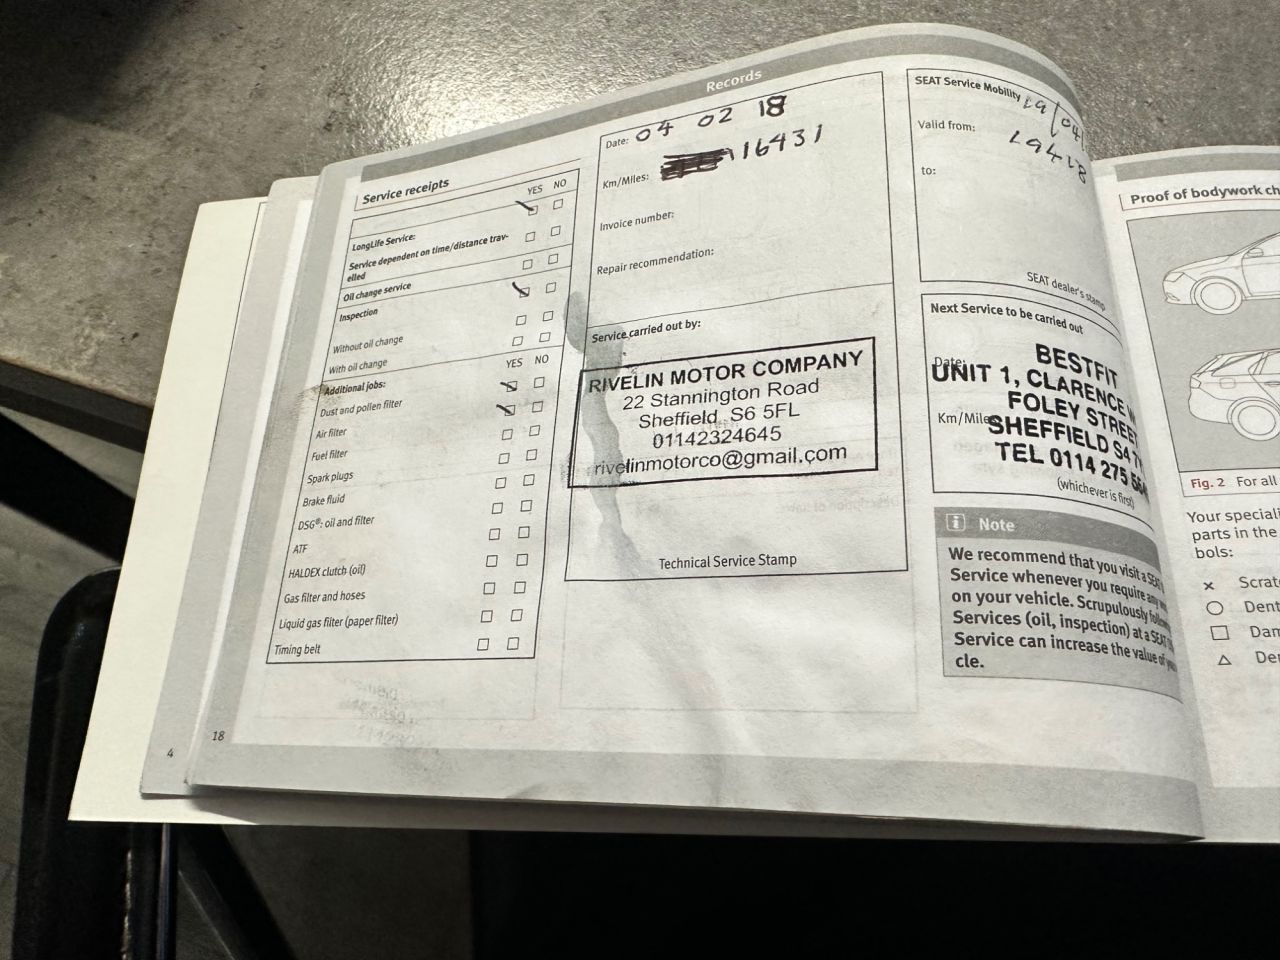 Records
Service receipts
YES NO
LongLife Service:
Service dependent on time/distance trav-
elled
Oil change service
Inspection
Without oil change
With oil change
Additional jobs: YES NO
Dust and pollen filter
Air filter
Fuel filter
Spark plugs
Brake fluid
DSG®: oil and filter
ATF
HALDEX clutch (oil)
Gas filter and hoses
Liquid gas filter (paper filter)
Timing belt
4
18
Date: 04 02 18
Km/Miles: 16431
Invoice number:
Repair recommendation:
Service carried out by:
RIVELIN MOTOR COMPANY
22 Stannington Road
Sheffield S6 5FL
01142324645
rivelinmotorco@gmail.com
Technical Service Stamp
SEAT Service Mobility
Valid from:
to:
SEAT dealer's stamp
Next Service to be carried out
Date:
Km/Miles
BESTFIT
UNIT 1, CLARENCE
FOLEY STREET
SHEFFIELD S4
TEL 0114 275
(whichever is first)
i Note
We recommend that you visit a SEAT
Service whenever you require any
on your vehicle. Scrupulously
Services (oil, inspection) at a SEAT
Service can increase the value of
cle.
Proof of bodywork
Fig. 2 For all
Your
parts in the
bols: